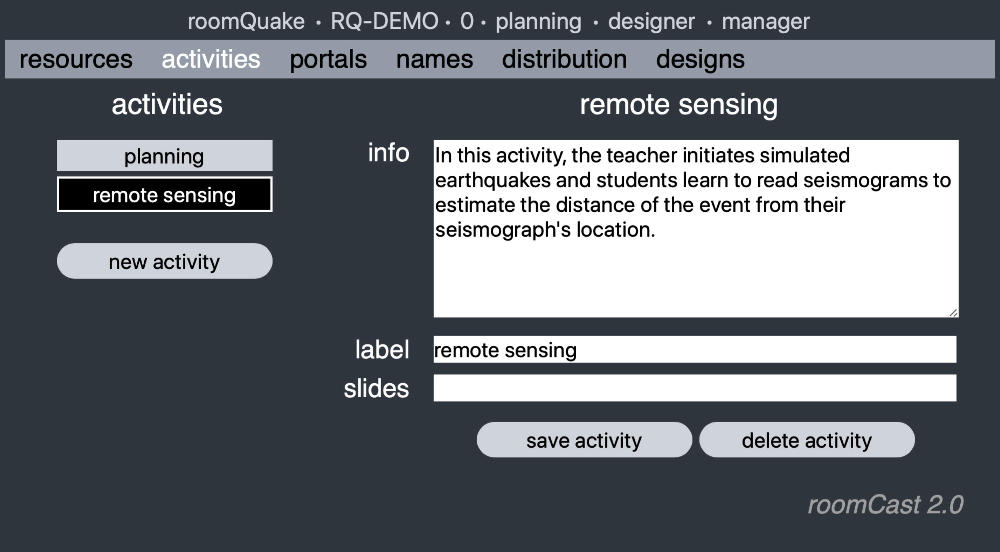 roomQuake · RQ-DEMO · 0 · planning · designer · manager
resources activities portals names distribution designs
activities
planning
remote sensing
new activity
remote sensing
info
In this activity, the teacher initiates simulated
earthquakes and students learn to read seismograms to
estimate the distance of the event from their
seismograph's location.
label
remote sensing
slides
save activity delete activity
roomCast 2.0